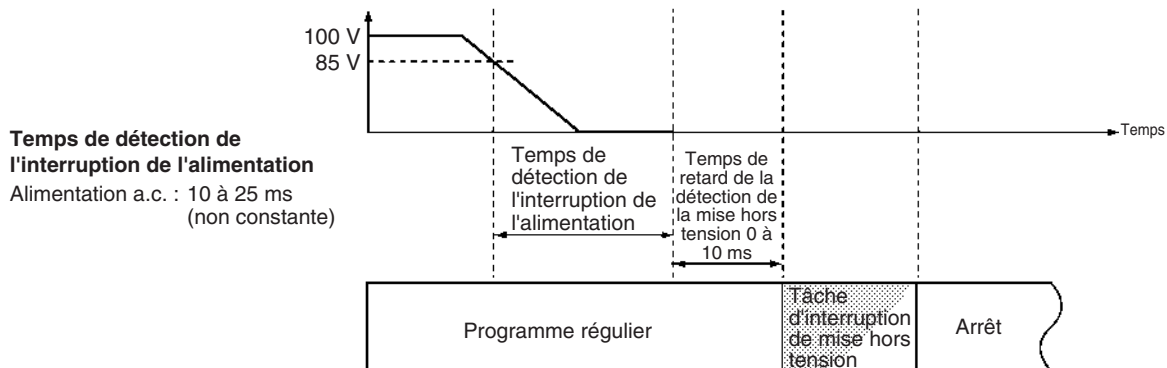 100 V
85 V
Temps
Temps de détection de
l'interruption de l'alimentation
Alimentation a.c. : 10 à 25 ms
(non constante)
Temps de
détection de
l'interruption de
l'alimentation
Temps de
retard de la
détection de
la mise hors
tension 0 à
10 ms
Programme régulier
Tâche
d'interruption
de mise hors
tension
Arrêt